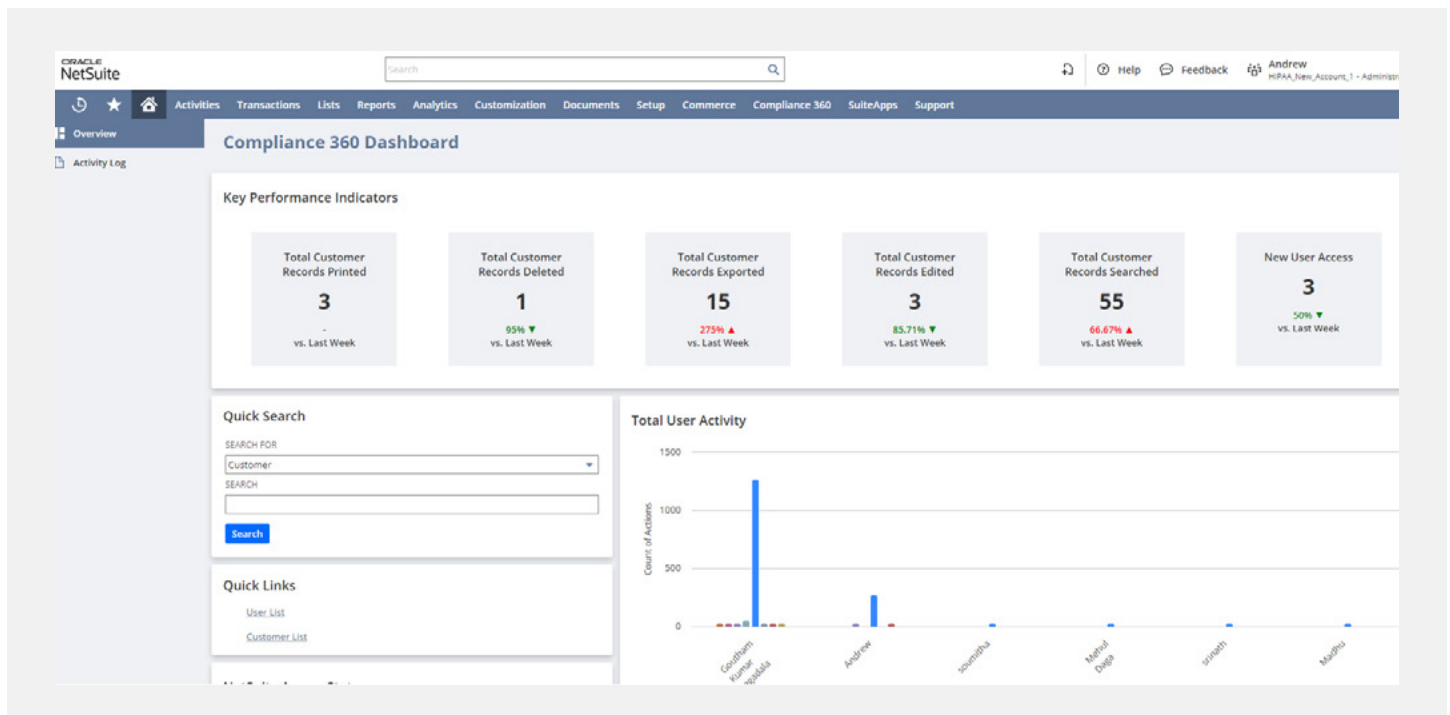 ORACLE
NetSuite
Search
Help
Feedback
Andrew
HIPAA_New_Account_1 - Administr
Activities Transactions Lists Reports Analytics Customization Documents Setup Commerce Compliance 360 SuiteApps Support
Overview
Activity Log
Compliance 360 Dashboard
Key Performance Indicators
Total Customer
Records Printed
3
-
vs. Last Week
Total Customer
Records Deleted
1
95% ▼
vs. Last Week
Total Customer
Records Exported
15
275% ▲
vs. Last Week
Total Customer
Records Edited
3
85.71% ▼
vs. Last Week
Total Customer
Records Searched
55
66.67% ▲
vs. Last Week
New User Access
3
50% ▼
vs. Last Week
Quick Search
SEARCH FOR
Customer
SEARCH
Search
Quick Links
User List
Customer List
Total User Activity
1500
1000
500
0
Count of Actions
Goutham
Kumar
Andrew
soumitha
Mehul
Daga
srinath
Madhu